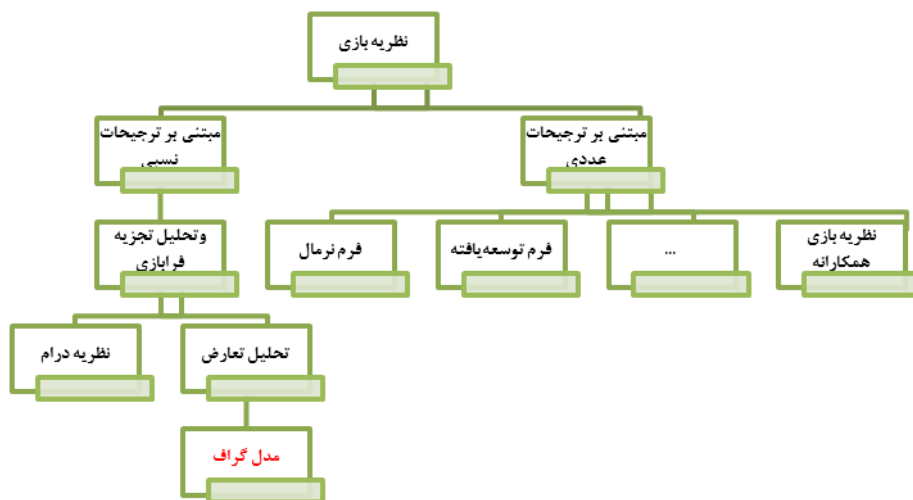 نظریه بازی
مبتنی بر ترجیحات
عددی
مبتنی بر ترجیحات
نسبی
نظریه بازی
همکارانه
...
فرم توسعه یافته
فرم نرمال
وتحلیل تجزیه
فرابازی
تحلیل تعارض
نظریه درام
مدل گراف